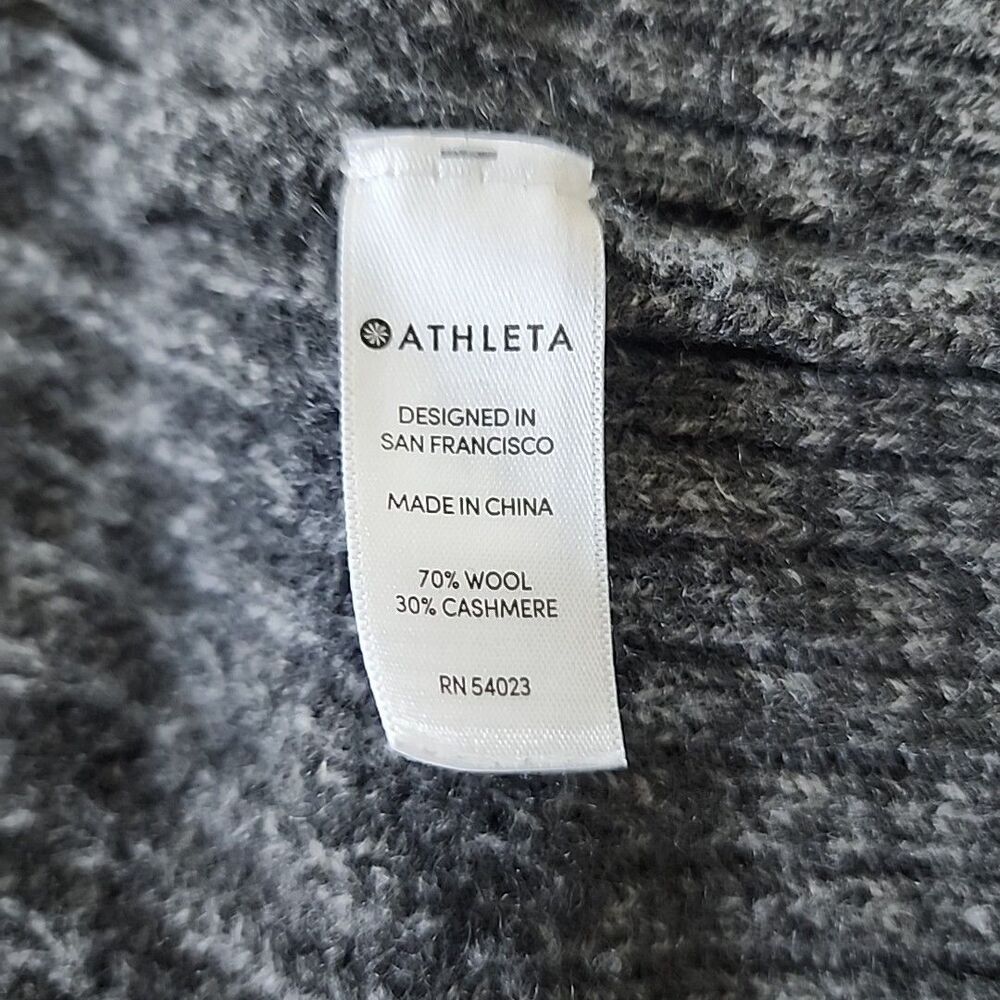 ATHLETA
DESIGNED IN
SAN FRANCISCO
MADE IN CHINA
70% WOOL
30% CASHMERE
RN 54023